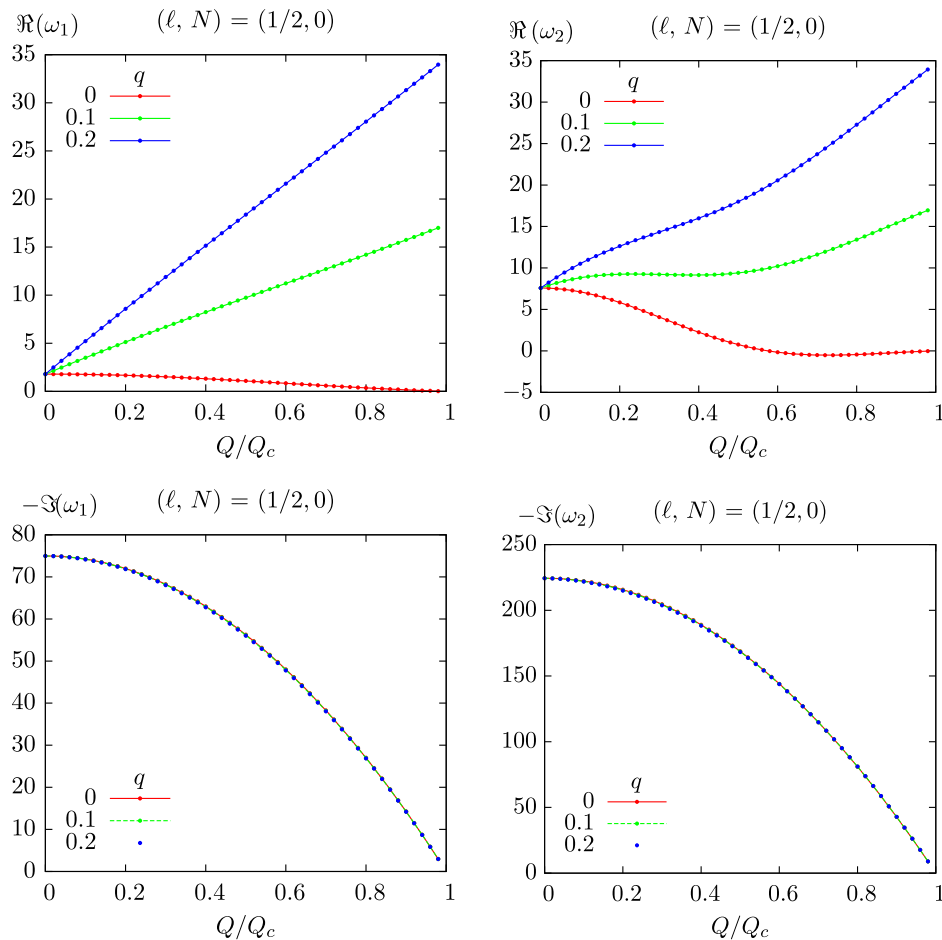 ℜ(ω₁) (ℓ, N) = (1/2, 0)
35
30
25
20
15
10
5
0
q
0
0.1
0.2
0 0.2 0.4 0.6 0.8 1
Q/Q_c
ℜ(ω₂) (ℓ, N) = (1/2, 0)
35
30
25
20
15
10
5
0
−5
q
0
0.1
0.2
0 0.2 0.4 0.6 0.8 1
Q/Q_c
−ℑ(ω₁) (ℓ, N) = (1/2, 0)
80
70
60
50
40
30
20
10
0
q
0
0.1
0.2
0 0.2 0.4 0.6 0.8 1
Q/Q_c
−ℑ(ω₂) (ℓ, N) = (1/2, 0)
250
200
150
100
50
0
q
0
0.1
0.2
0 0.2 0.4 0.6 0.8 1
Q/Q_c